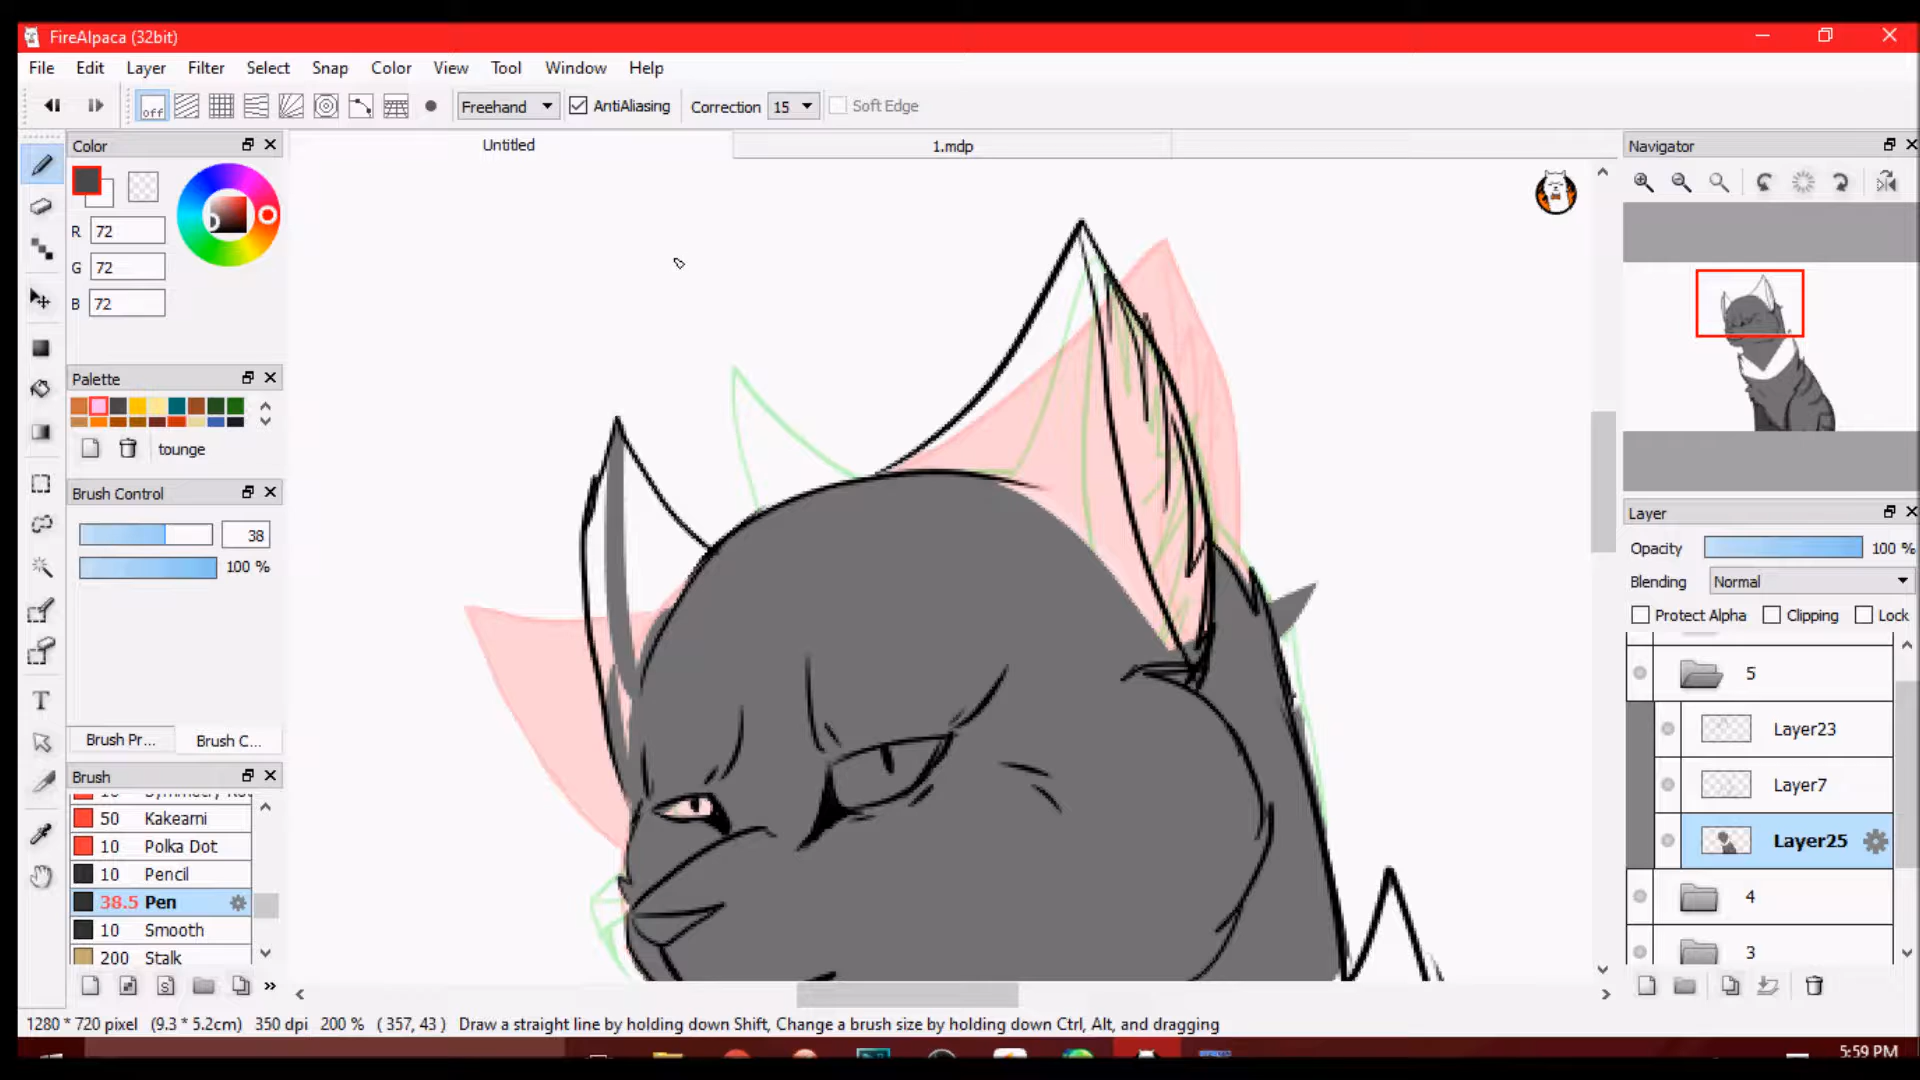 FireAlpaca (32bit)
File Edit Layer Filter Select Snap Color View Tool Window Help
off Freehand AntiAliasing Correction 15 Soft Edge
Color Untitled 1.mdp Navigator
R 72
G 72
B 72
Palette
tounge
Brush Control
38
100 %
Brush Pr... Brush C...
Brush
50 Kakeami
10 Polka Dot
10 Pencil
38.5 Pen
10 Smooth
200 Stalk
Layer
Opacity 100 %
Blending Normal
Protect Alpha Clipping Lock
5
Layer23
Layer7
Layer25
4
3
1280 * 720 pixel (9.3 * 5.2cm) 350 dpi 200 % ( 357, 43 ) Draw a straight line by holding down Shift, Change a brush size by holding down Ctrl, Alt, and dragging
5:59 PM